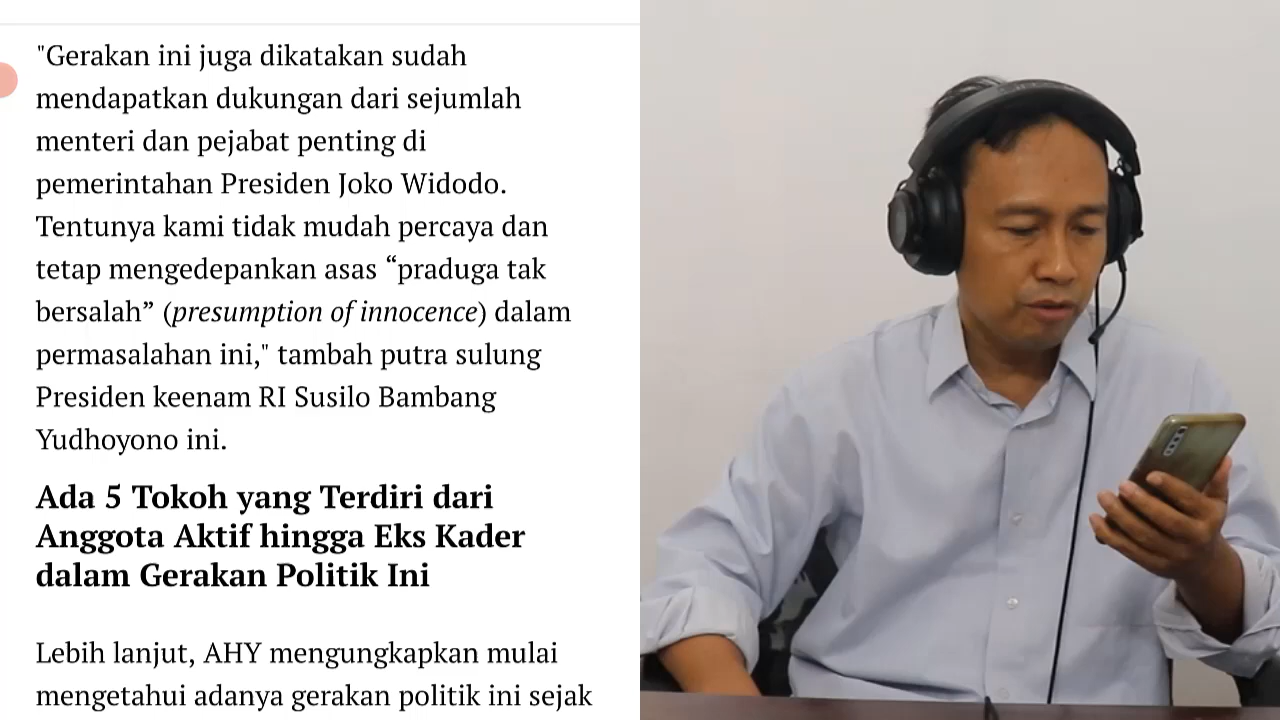 "Gerakan ini juga dikatakan sudah
mendapatkan dukungan dari sejumlah
menteri dan pejabat penting di
pemerintahan Presiden Joko Widodo.
Tentunya kami tidak mudah percaya dan
tetap mengedepankan asas “praduga tak
bersalah” (presumption of innocence) dalam
permasalahan ini," tambah putra sulung
Presiden keenam RI Susilo Bambang
Yudhoyono ini.
Ada 5 Tokoh yang Terdiri dari
Anggota Aktif hingga Eks Kader
dalam Gerakan Politik Ini
Lebih lanjut, AHY mengungkapkan mulai
mengetahui adanya gerakan politik ini sejak